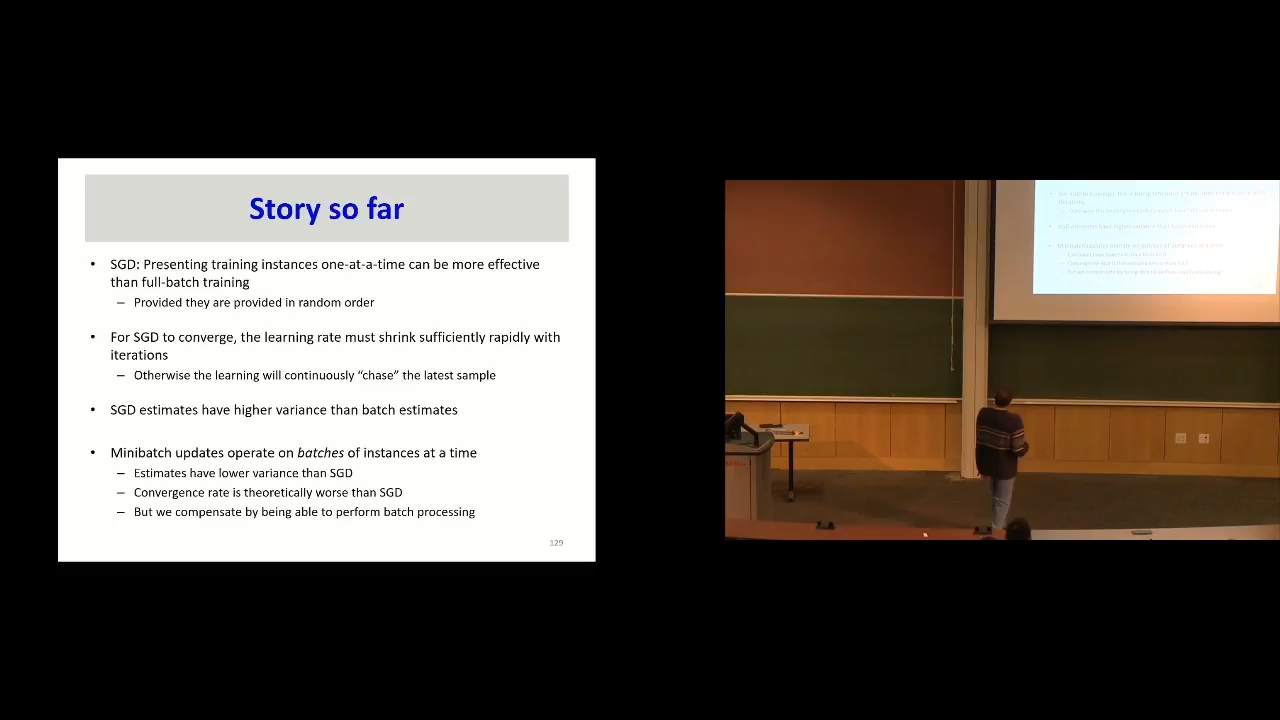 Story so far
• SGD: Presenting training instances one-at-a-time can be more effective
than full-batch training
– Provided they are provided in random order
• For SGD to converge, the learning rate must shrink sufficiently rapidly with
iterations
– Otherwise the learning will continuously “chase” the latest sample
• SGD estimates have higher variance than batch estimates
• Minibatch updates operate on batches of instances at a time
– Estimates have lower variance than SGD
– Convergence rate is theoretically worse than SGD
– But we compensate by being able to perform batch processing
129